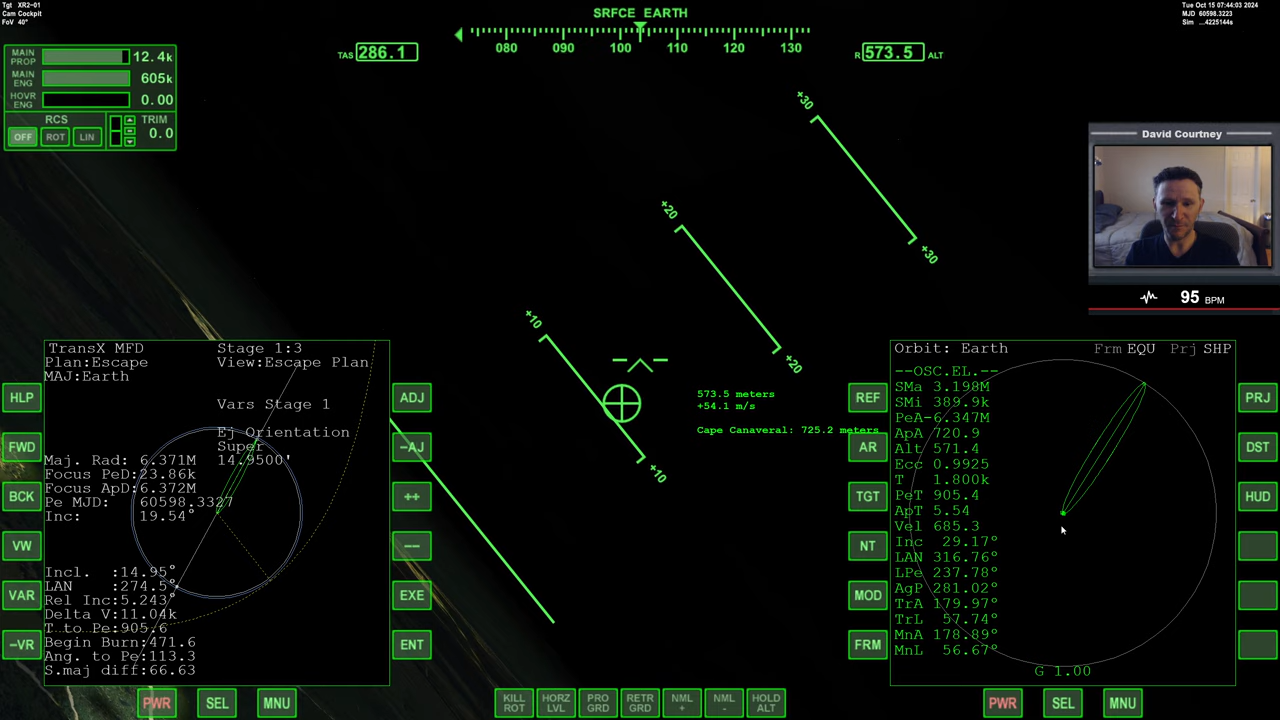 Tgt XR2-01
Cam Cockpit
FoV 40°
SRFCE EARTH
Tue Oct 15 07:44:03 2024
MJD 60598.3223
Sim ...4225144s
MAIN PROP 12.4k
MAIN ENG 605k
HOVR ENG 0.00
RCS TRIM
OFF ROT LIN 0.0
TAS 286.1
080 090 100 110 120 130
R 573.5 ALT
+30
+30
+20
+20
+10
+10
David Courtney
95 BPM
573.5 meters
+54.1 m/s
Cape Canaveral: 725.2 meters
TransX MFD Stage 1:3
Plan:Escape View:Escape Plan
MAJ:Earth
Vars Stage 1
Ej Orientation
Super
Maj. Rad: 6.371M 14.9500'
Focus PeD:23.86k
Focus ApD:6.372M
Pe MJD: 60598.3327
Inc: 19.54°
Incl. :14.95°
LAN :274.5°
Rel Inc:5.243°
Delta V:11.04k
T to Pe:905.6
Begin Burn:471.6
Ang. to Pe:113.3
S.maj diff:66.63
HLP
FWD
BCK
VW
VAR
-VR
ADJ
-AJ
++
--
EXE
ENT
PWR SEL MNU
KILL ROT
HORZ LVL
PRO GRD
RETR GRD
NML +
NML -
HOLD ALT
Orbit: Earth Frm EQU Prj SHP
--OSC.EL.--
SMa 3.198M
SMi 389.9k
PeA-6.347M
ApA 720.9
Alt 571.4
Ecc 0.9925
T 1.800k
PeT 905.4
ApT 5.54
Vel 685.3
Inc 29.17°
LAN 316.76°
LPe 237.78°
AgP 281.02°
TrA 179.97°
TrL 57.74°
MnA 178.89°
MnL 56.67°
G 1.00
REF
AR
TGT
NT
MOD
FRM
PRJ
DST
HUD
PWR SEL MNU